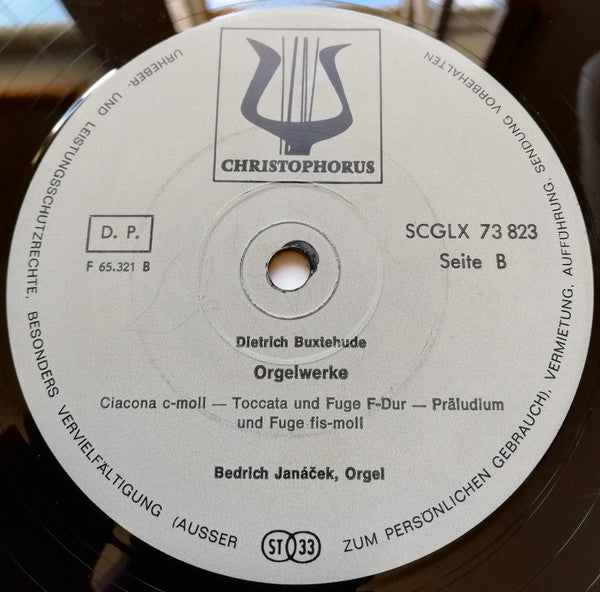 CHRISTOPHORUS
D. P.
F 65.321 B
SCGLX 73 823
Seite B
Dietrich Buxtehude
Orgelwerke
Ciacona c-moll — Toccata und Fuge F-Dur — Präludium
und Fuge fis-moll
Bedrich Janáček, Orgel
URHEBER- UND LEISTUNGSSCHUTZRECHTE, BESONDERS VERVIELFÄLTIGUNG (AUSSER ZUM PERSÖNLICHEN GEBRAUCH), VERMIETUNG, AUFFÜHRUNG, SENDUNG VORBEHALTEN
ST 33